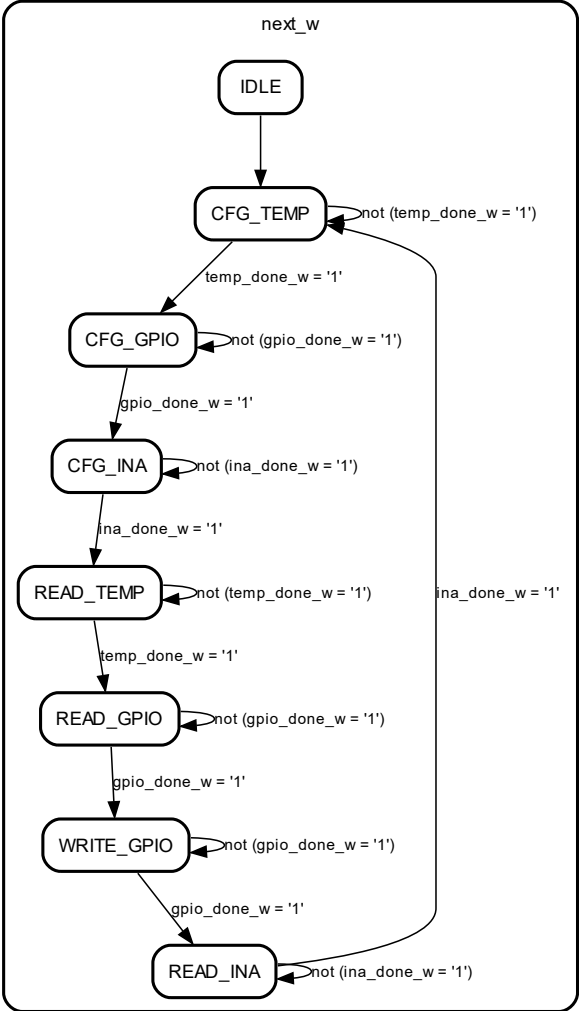 next_w
IDLE
CFG_TEMP
not (temp_done_w = '1')
temp_done_w = '1'
CFG_GPIO
not (gpio_done_w = '1')
gpio_done_w = '1'
CFG_INA
not (ina_done_w = '1')
ina_done_w = '1'
READ_TEMP
not (temp_done_w = '1')
ina_done_w = '1'
temp_done_w = '1'
READ_GPIO
not (gpio_done_w = '1')
gpio_done_w = '1'
WRITE_GPIO
not (gpio_done_w = '1')
gpio_done_w = '1'
READ_INA
not (ina_done_w = '1')